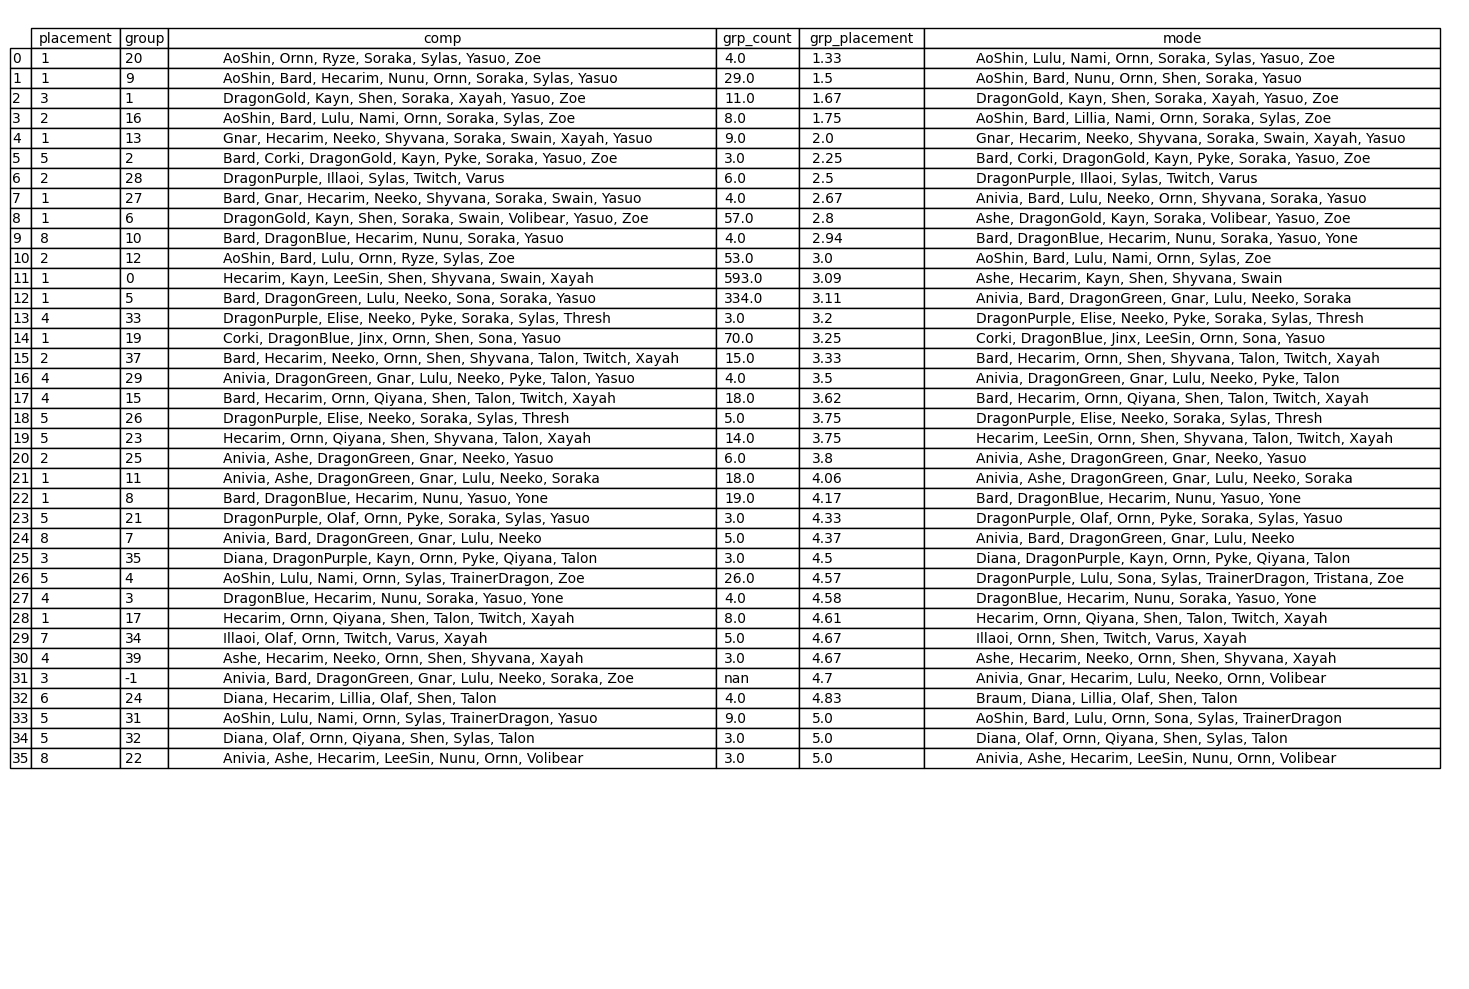 placement group comp grp_count grp_placement mode
0 1 20 AoShin, Ornn, Ryze, Soraka, Sylas, Yasuo, Zoe 4.0 1.33 AoShin, Lulu, Nami, Ornn, Soraka, Sylas, Yasuo, Zoe
1 1 9 AoShin, Bard, Hecarim, Nunu, Ornn, Soraka, Sylas, Yasuo 29.0 1.5 AoShin, Bard, Nunu, Ornn, Shen, Soraka, Yasuo
2 3 1 DragonGold, Kayn, Shen, Soraka, Xayah, Yasuo, Zoe 11.0 1.67 DragonGold, Kayn, Shen, Soraka, Xayah, Yasuo, Zoe
3 2 16 AoShin, Bard, Lulu, Nami, Ornn, Soraka, Sylas, Zoe 8.0 1.75 AoShin, Bard, Lillia, Nami, Ornn, Soraka, Sylas, Zoe
4 1 13 Gnar, Hecarim, Neeko, Shyvana, Soraka, Swain, Xayah, Yasuo 9.0 2.0 Gnar, Hecarim, Neeko, Shyvana, Soraka, Swain, Xayah, Yasuo
5 5 2 Bard, Corki, DragonGold, Kayn, Pyke, Soraka, Yasuo, Zoe 3.0 2.25 Bard, Corki, DragonGold, Kayn, Pyke, Soraka, Yasuo, Zoe
6 2 28 DragonPurple, Illaoi, Sylas, Twitch, Varus 6.0 2.5 DragonPurple, Illaoi, Sylas, Twitch, Varus
7 1 27 Bard, Gnar, Hecarim, Neeko, Shyvana, Soraka, Swain, Yasuo 4.0 2.67 Anivia, Bard, Lulu, Neeko, Ornn, Shyvana, Soraka, Yasuo
8 1 6 DragonGold, Kayn, Shen, Soraka, Swain, Volibear, Yasuo, Zoe 57.0 2.8 Ashe, DragonGold, Kayn, Soraka, Volibear, Yasuo, Zoe
9 8 10 Bard, DragonBlue, Hecarim, Nunu, Soraka, Yasuo 4.0 2.94 Bard, DragonBlue, Hecarim, Nunu, Soraka, Yasuo, Yone
10 2 12 AoShin, Bard, Lulu, Ornn, Ryze, Sylas, Zoe 53.0 3.0 AoShin, Bard, Lulu, Nami, Ornn, Sylas, Zoe
11 1 0 Hecarim, Kayn, LeeSin, Shen, Shyvana, Swain, Xayah 593.0 3.09 Ashe, Hecarim, Kayn, Shen, Shyvana, Swain
12 1 5 Bard, DragonGreen, Lulu, Neeko, Sona, Soraka, Yasuo 334.0 3.11 Anivia, Bard, DragonGreen, Gnar, Lulu, Neeko, Soraka
13 4 33 DragonPurple, Elise, Neeko, Pyke, Soraka, Sylas, Thresh 3.0 3.2 DragonPurple, Elise, Neeko, Pyke, Soraka, Sylas, Thresh
14 1 19 Corki, DragonBlue, Jinx, Ornn, Shen, Sona, Yasuo 70.0 3.25 Corki, DragonBlue, Jinx, LeeSin, Ornn, Sona, Yasuo
15 2 37 Bard, Hecarim, Neeko, Ornn, Shen, Shyvana, Talon, Twitch, Xayah 15.0 3.33 Bard, Hecarim, Ornn, Shen, Shyvana, Talon, Twitch, Xayah
16 4 29 Anivia, DragonGreen, Gnar, Lulu, Neeko, Pyke, Talon, Yasuo 4.0 3.5 Anivia, DragonGreen, Gnar, Lulu, Neeko, Pyke, Talon
17 4 15 Bard, Hecarim, Ornn, Qiyana, Shen, Talon, Twitch, Xayah 18.0 3.62 Bard, Hecarim, Ornn, Qiyana, Shen, Talon, Twitch, Xayah
18 5 26 DragonPurple, Elise, Neeko, Soraka, Sylas, Thresh 5.0 3.75 DragonPurple, Elise, Neeko, Soraka, Sylas, Thresh
19 5 23 Hecarim, Ornn, Qiyana, Shen, Shyvana, Talon, Xayah 14.0 3.75 Hecarim, LeeSin, Ornn, Shen, Shyvana, Talon, Twitch, Xayah
20 2 25 Anivia, Ashe, DragonGreen, Gnar, Neeko, Yasuo 6.0 3.8 Anivia, Ashe, DragonGreen, Gnar, Neeko, Yasuo
21 1 11 Anivia, Ashe, DragonGreen, Gnar, Lulu, Neeko, Soraka 18.0 4.06 Anivia, Ashe, DragonGreen, Gnar, Lulu, Neeko, Soraka
22 1 8 Bard, DragonBlue, Hecarim, Nunu, Yasuo, Yone 19.0 4.17 Bard, DragonBlue, Hecarim, Nunu, Yasuo, Yone
23 5 21 DragonPurple, Olaf, Ornn, Pyke, Soraka, Sylas, Yasuo 3.0 4.33 DragonPurple, Olaf, Ornn, Pyke, Soraka, Sylas, Yasuo
24 8 7 Anivia, Bard, DragonGreen, Gnar, Lulu, Neeko 5.0 4.37 Anivia, Bard, DragonGreen, Gnar, Lulu, Neeko
25 3 35 Diana, DragonPurple, Kayn, Ornn, Pyke, Qiyana, Talon 3.0 4.5 Diana, DragonPurple, Kayn, Ornn, Pyke, Qiyana, Talon
26 5 4 AoShin, Lulu, Nami, Ornn, Sylas, TrainerDragon, Zoe 26.0 4.57 DragonPurple, Lulu, Sona, Sylas, TrainerDragon, Tristana, Zoe
27 4 3 DragonBlue, Hecarim, Nunu, Soraka, Yasuo, Yone 4.0 4.58 DragonBlue, Hecarim, Nunu, Soraka, Yasuo, Yone
28 1 17 Hecarim, Ornn, Qiyana, Shen, Talon, Twitch, Xayah 8.0 4.61 Hecarim, Ornn, Qiyana, Shen, Talon, Twitch, Xayah
29 7 34 Illaoi, Olaf, Ornn, Twitch, Varus, Xayah 5.0 4.67 Illaoi, Ornn, Shen, Twitch, Varus, Xayah
30 4 39 Ashe, Hecarim, Neeko, Ornn, Shen, Shyvana, Xayah 3.0 4.67 Ashe, Hecarim, Neeko, Ornn, Shen, Shyvana, Xayah
31 3 -1 Anivia, Bard, DragonGreen, Gnar, Lulu, Neeko, Soraka, Zoe nan 4.7 Anivia, Gnar, Hecarim, Lulu, Neeko, Ornn, Volibear
32 6 24 Diana, Hecarim, Lillia, Olaf, Shen, Talon 4.0 4.83 Braum, Diana, Lillia, Olaf, Shen, Talon
33 5 31 AoShin, Lulu, Nami, Ornn, Sylas, TrainerDragon, Yasuo 9.0 5.0 AoShin, Bard, Lulu, Ornn, Sona, Sylas, TrainerDragon
34 5 32 Diana, Olaf, Ornn, Qiyana, Shen, Sylas, Talon 3.0 5.0 Diana, Olaf, Ornn, Qiyana, Shen, Sylas, Talon
35 8 22 Anivia, Ashe, Hecarim, LeeSin, Nunu, Ornn, Volibear 3.0 5.0 Anivia, Ashe, Hecarim, LeeSin, Nunu, Ornn, Volibear